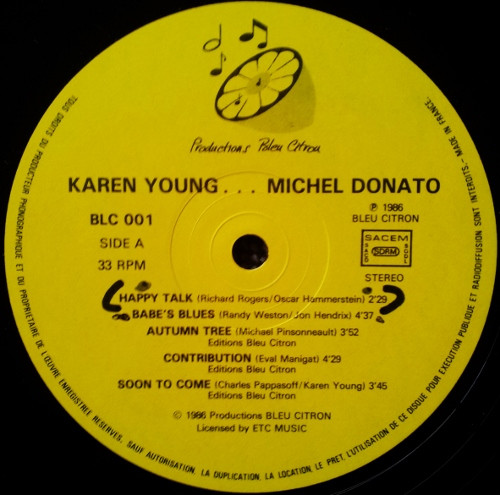 Productions Bleu Citron
KAREN YOUNG... MICHEL DONATO
BLC 001
SIDE A
33 RPM
℗ 1986
BLEU CITRON
SACEM
SACD SDRM SGDL
STEREO
HAPPY TALK (Richard Rogers/Oscar Hammerstein) 2'29
BABE'S BLUES (Randy Weston/Jon Hendrix) 4'37
AUTUMN TREE (Michael Pinsonneault) 3'52
Editions Bleu Citron
CONTRIBUTION (Eval Manigat) 4'29
Editions Bleu Citron
SOON TO COME (Charles Pappasoff/Karen Young) 3'45
Editions Bleu Citron
© 1986 Productions BLEU CITRON
Licensed by ETC MUSIC
TOUS DROITS DU PRODUCTEUR PHONOGRAPHIQUE ET DU PROPRIETAIRE DE L'ŒUVRE ENREGISTREE RESERVES. SAUF AUTORISATION, LA DUPLICATION, LA LOCATION, LE PRET, L'UTILISATION DE CE DISQUE POUR EXECUTION PUBLIQUE ET RADIODIFFUSION SONT INTERDITS.- MADE IN FRANCE.